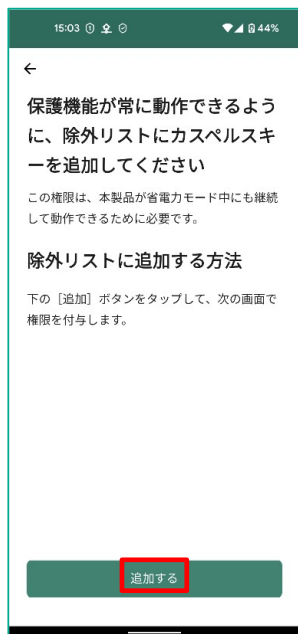 15:03 44%
保護機能が常に動作できるよう
に、除外リストにカスペルスキ
ーを追加してください
この権限は、本製品が省電力モード中にも継続
して動作できるために必要です。
除外リストに追加する方法
下の［追加］ボタンをタップして、次の画面で
権限を付与します。
追加する